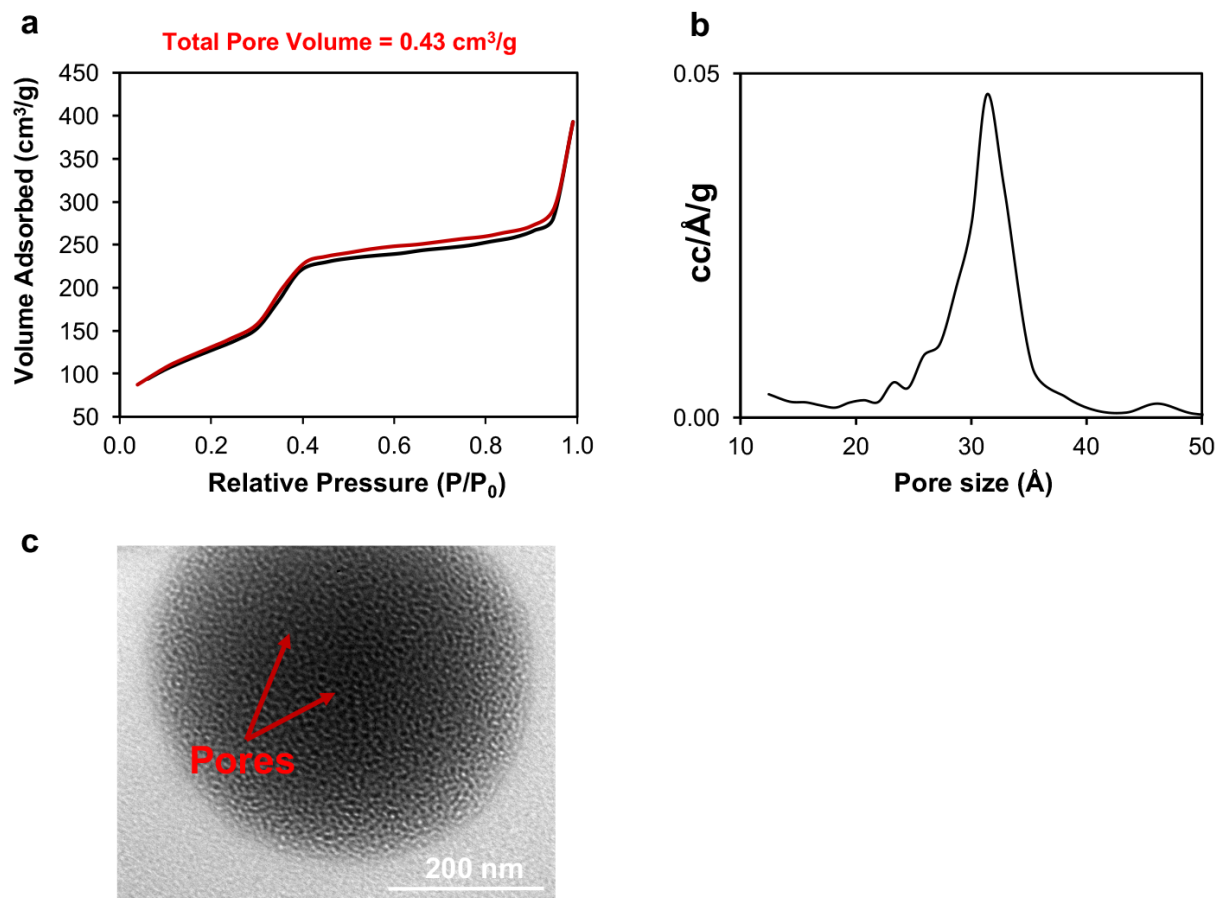 a
Total Pore Volume = 0.43 cm³/g
450
400
350
300
250
200
150
100
50
Volume Adsorbed (cm³/g)
0.0 0.2 0.4 0.6 0.8 1.0
Relative Pressure (P/P₀)
b
0.05
0.00
cc/Å/g
10 20 30 40 50
Pore size (Å)
c
Pores
200 nm